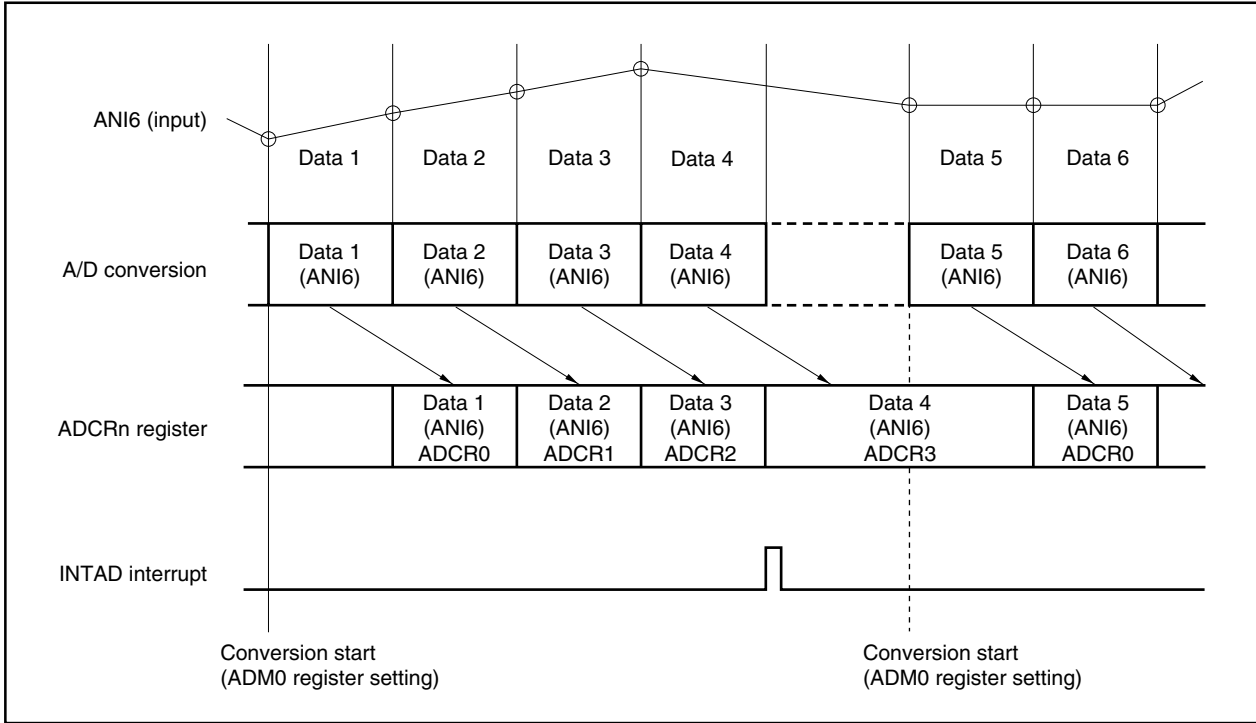 ANI6 (input)
Data 1
Data 2
Data 3
Data 4
Data 5
Data 6
A/D conversion
Data 1
(ANI6)
Data 2
(ANI6)
Data 3
(ANI6)
Data 4
(ANI6)
Data 5
(ANI6)
Data 6
(ANI6)
ADCRn register
Data 1
(ANI6)
ADCR0
Data 2
(ANI6)
ADCR1
Data 3
(ANI6)
ADCR2
Data 4
(ANI6)
ADCR3
Data 5
(ANI6)
ADCR0
INTAD interrupt
Conversion start
(ADM0 register setting)
Conversion start
(ADM0 register setting)